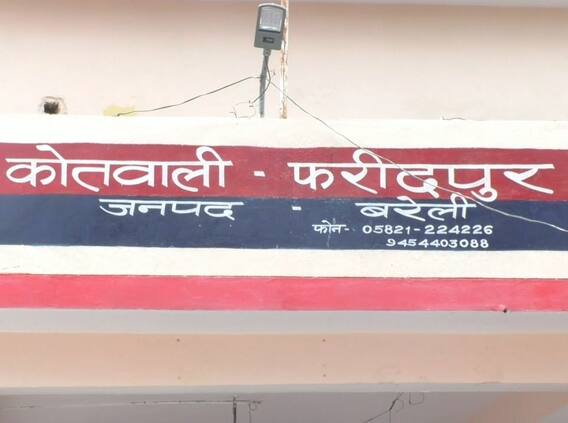 कोतवाली - फरीदपुर
जनपद - बरेली
फोन- 05821-224226
9454403088